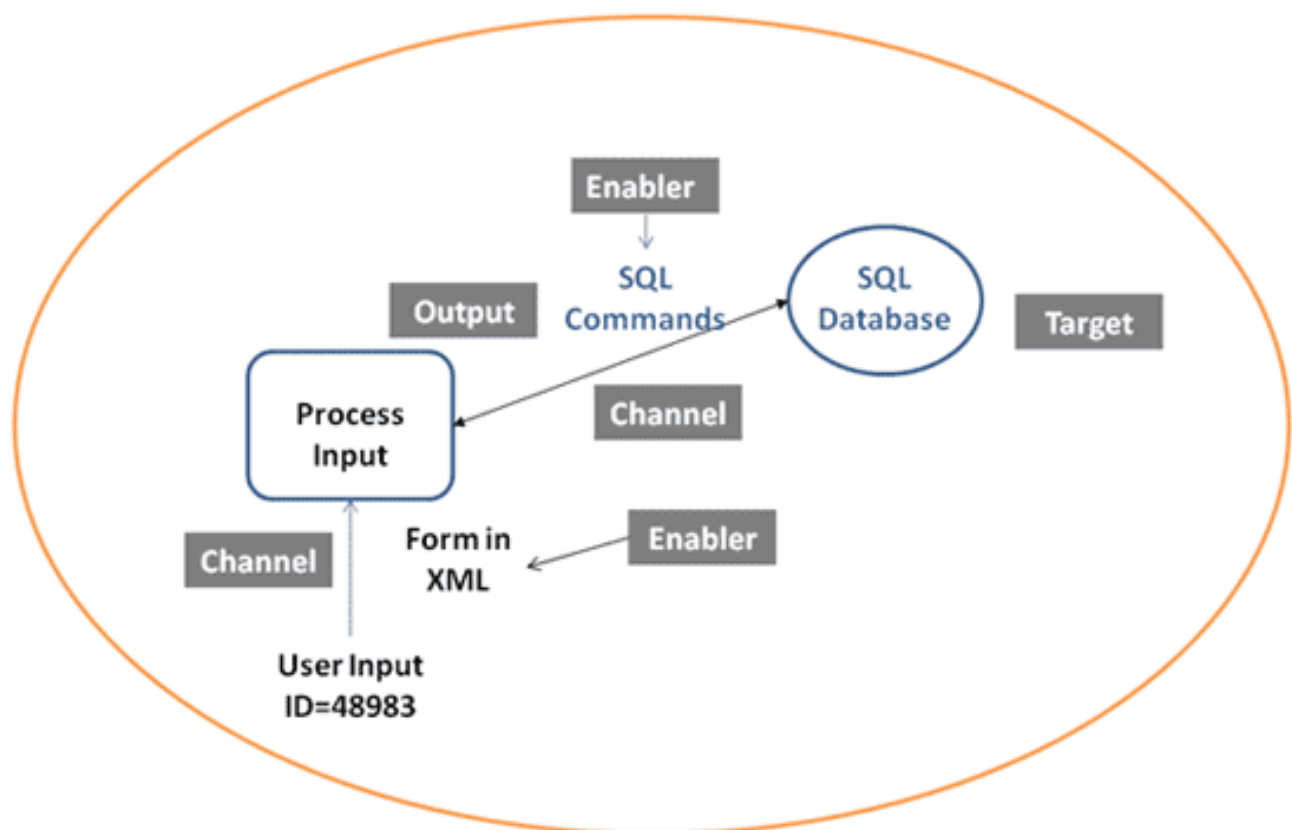 Enabler
SQL
Commands
SQL
Database
Output
Target
Process
Input
Channel
Channel
Form in
XML
Enabler
User Input
ID=48983